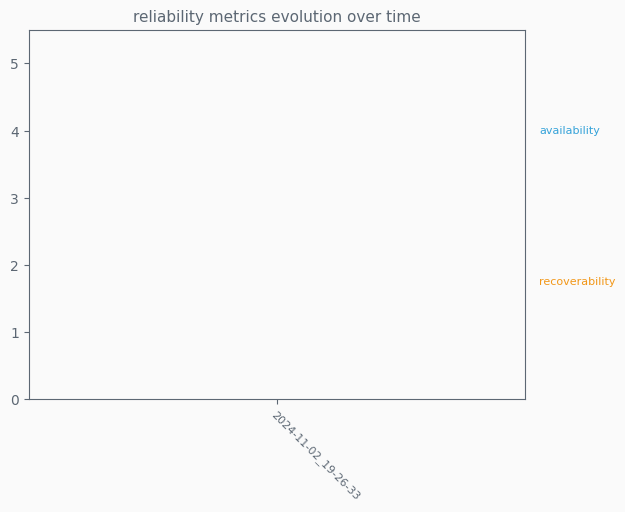 reliability metrics evolution over time
5
4
3
2
1
0
availability
recoverability
2024-11-02_19-26-33